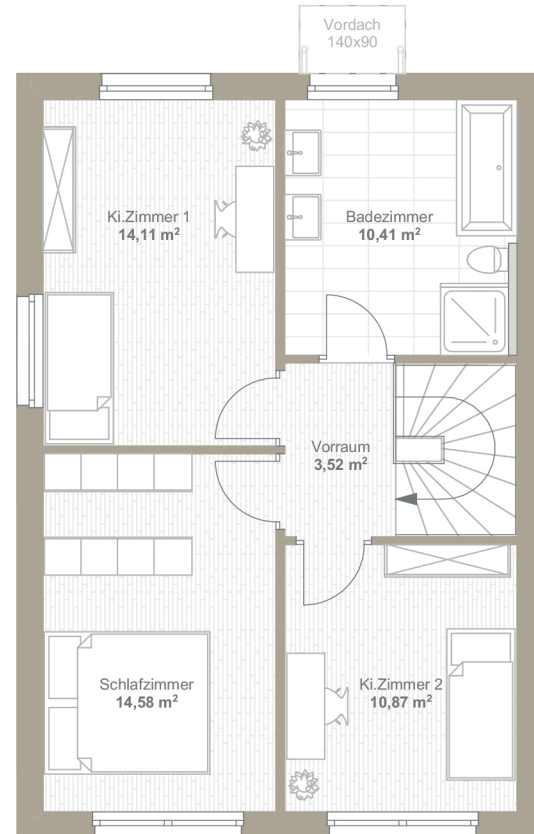 Vordach
140x90
Ki.Zimmer 1
14,11 m²
Badezimmer
10,41 m²
Vorraum
3,52 m²
Schlafzimmer
14,58 m²
Ki.Zimmer 2
10,87 m²